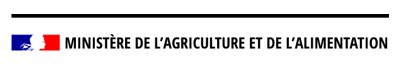 MINISTÈRE DE L'AGRICULTURE ET DE L'ALIMENTATION